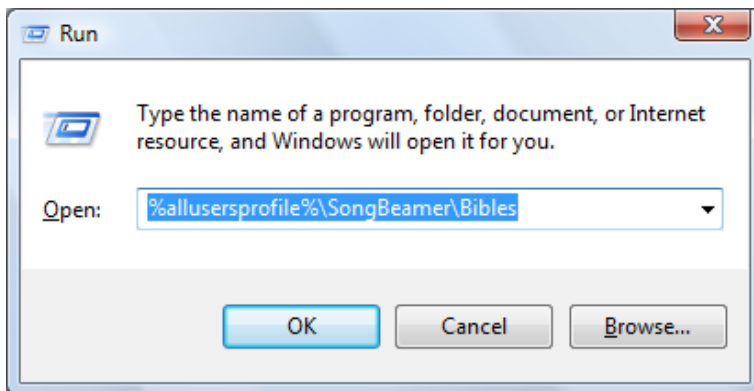 Run
Type the name of a program, folder, document, or Internet
resource, and Windows will open it for you.
Open: %allusersprofile%\SongBeamer\Bibles
OK Cancel Browse...